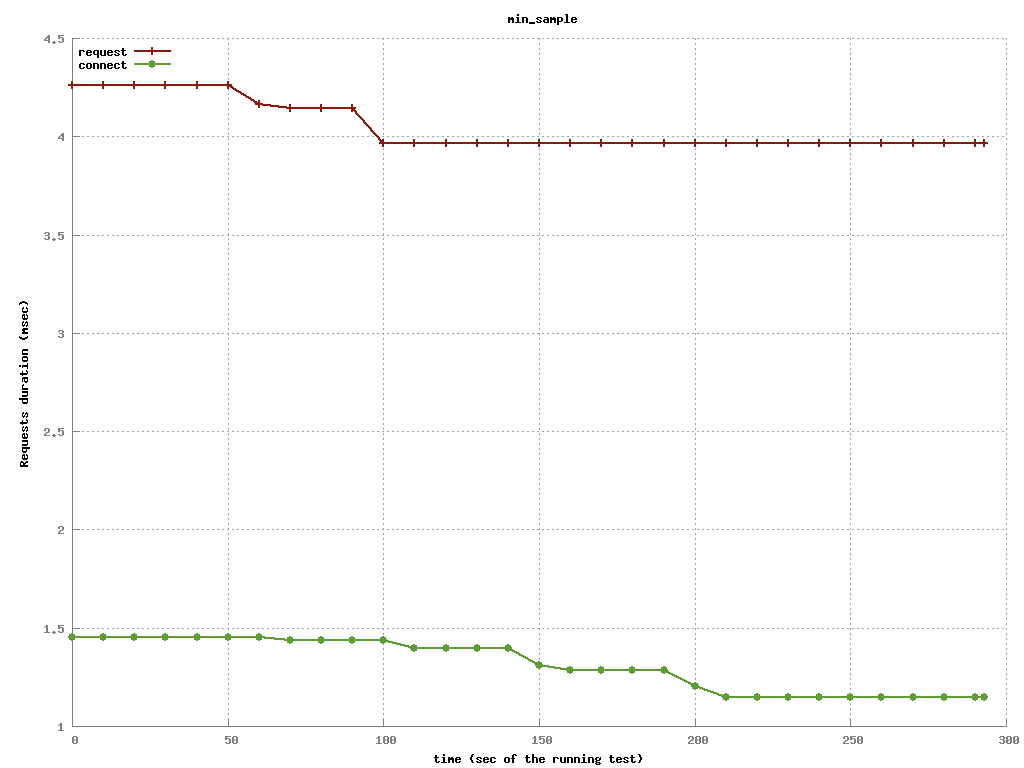 min_sample
4.5
request
connect
4
3.5
3
2.5
2
1.5
1
Requests duration (msec)
0 50 100 150 200 250 300
time (sec of the running test)